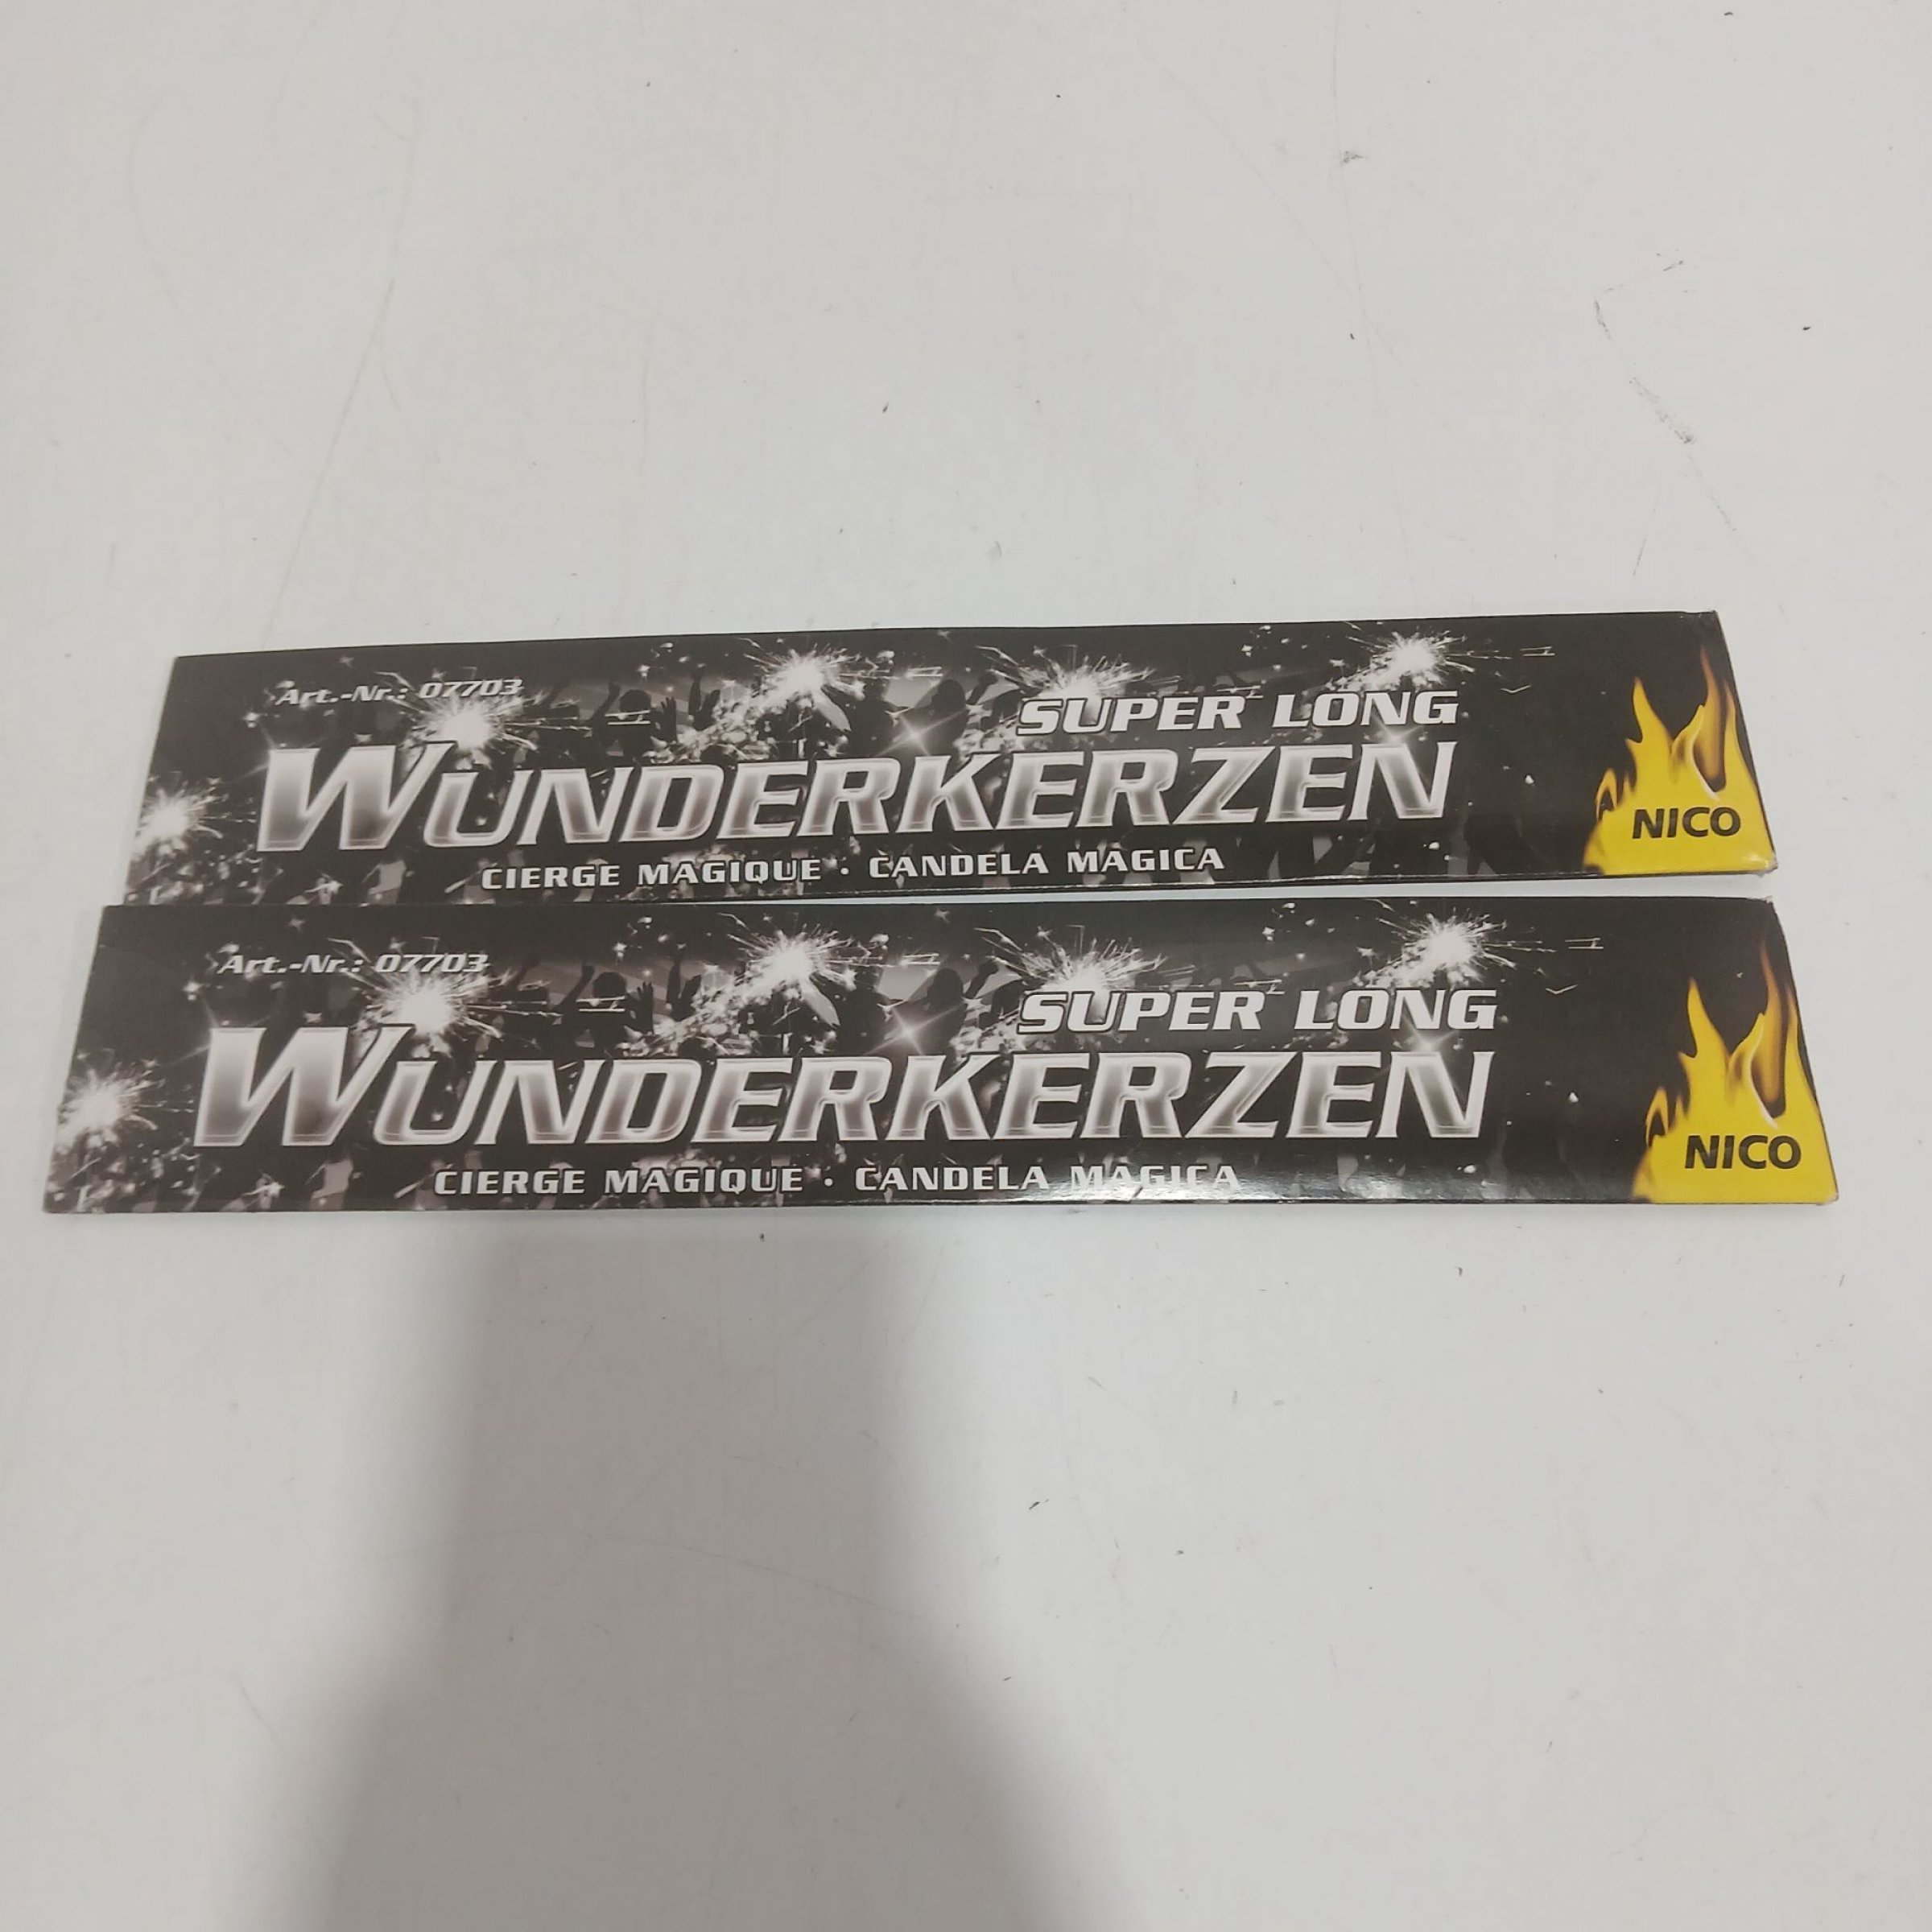 Art.-Nr.: 07703
SUPER LONG
WUNDERKERZEN
CIERGE MAGIQUE · CANDELA MAGICA
NICO
Art.-Nr.: 07703
SUPER LONG
WUNDERKERZEN
CIERGE MAGIQUE · CANDELA MAGICA
NICO